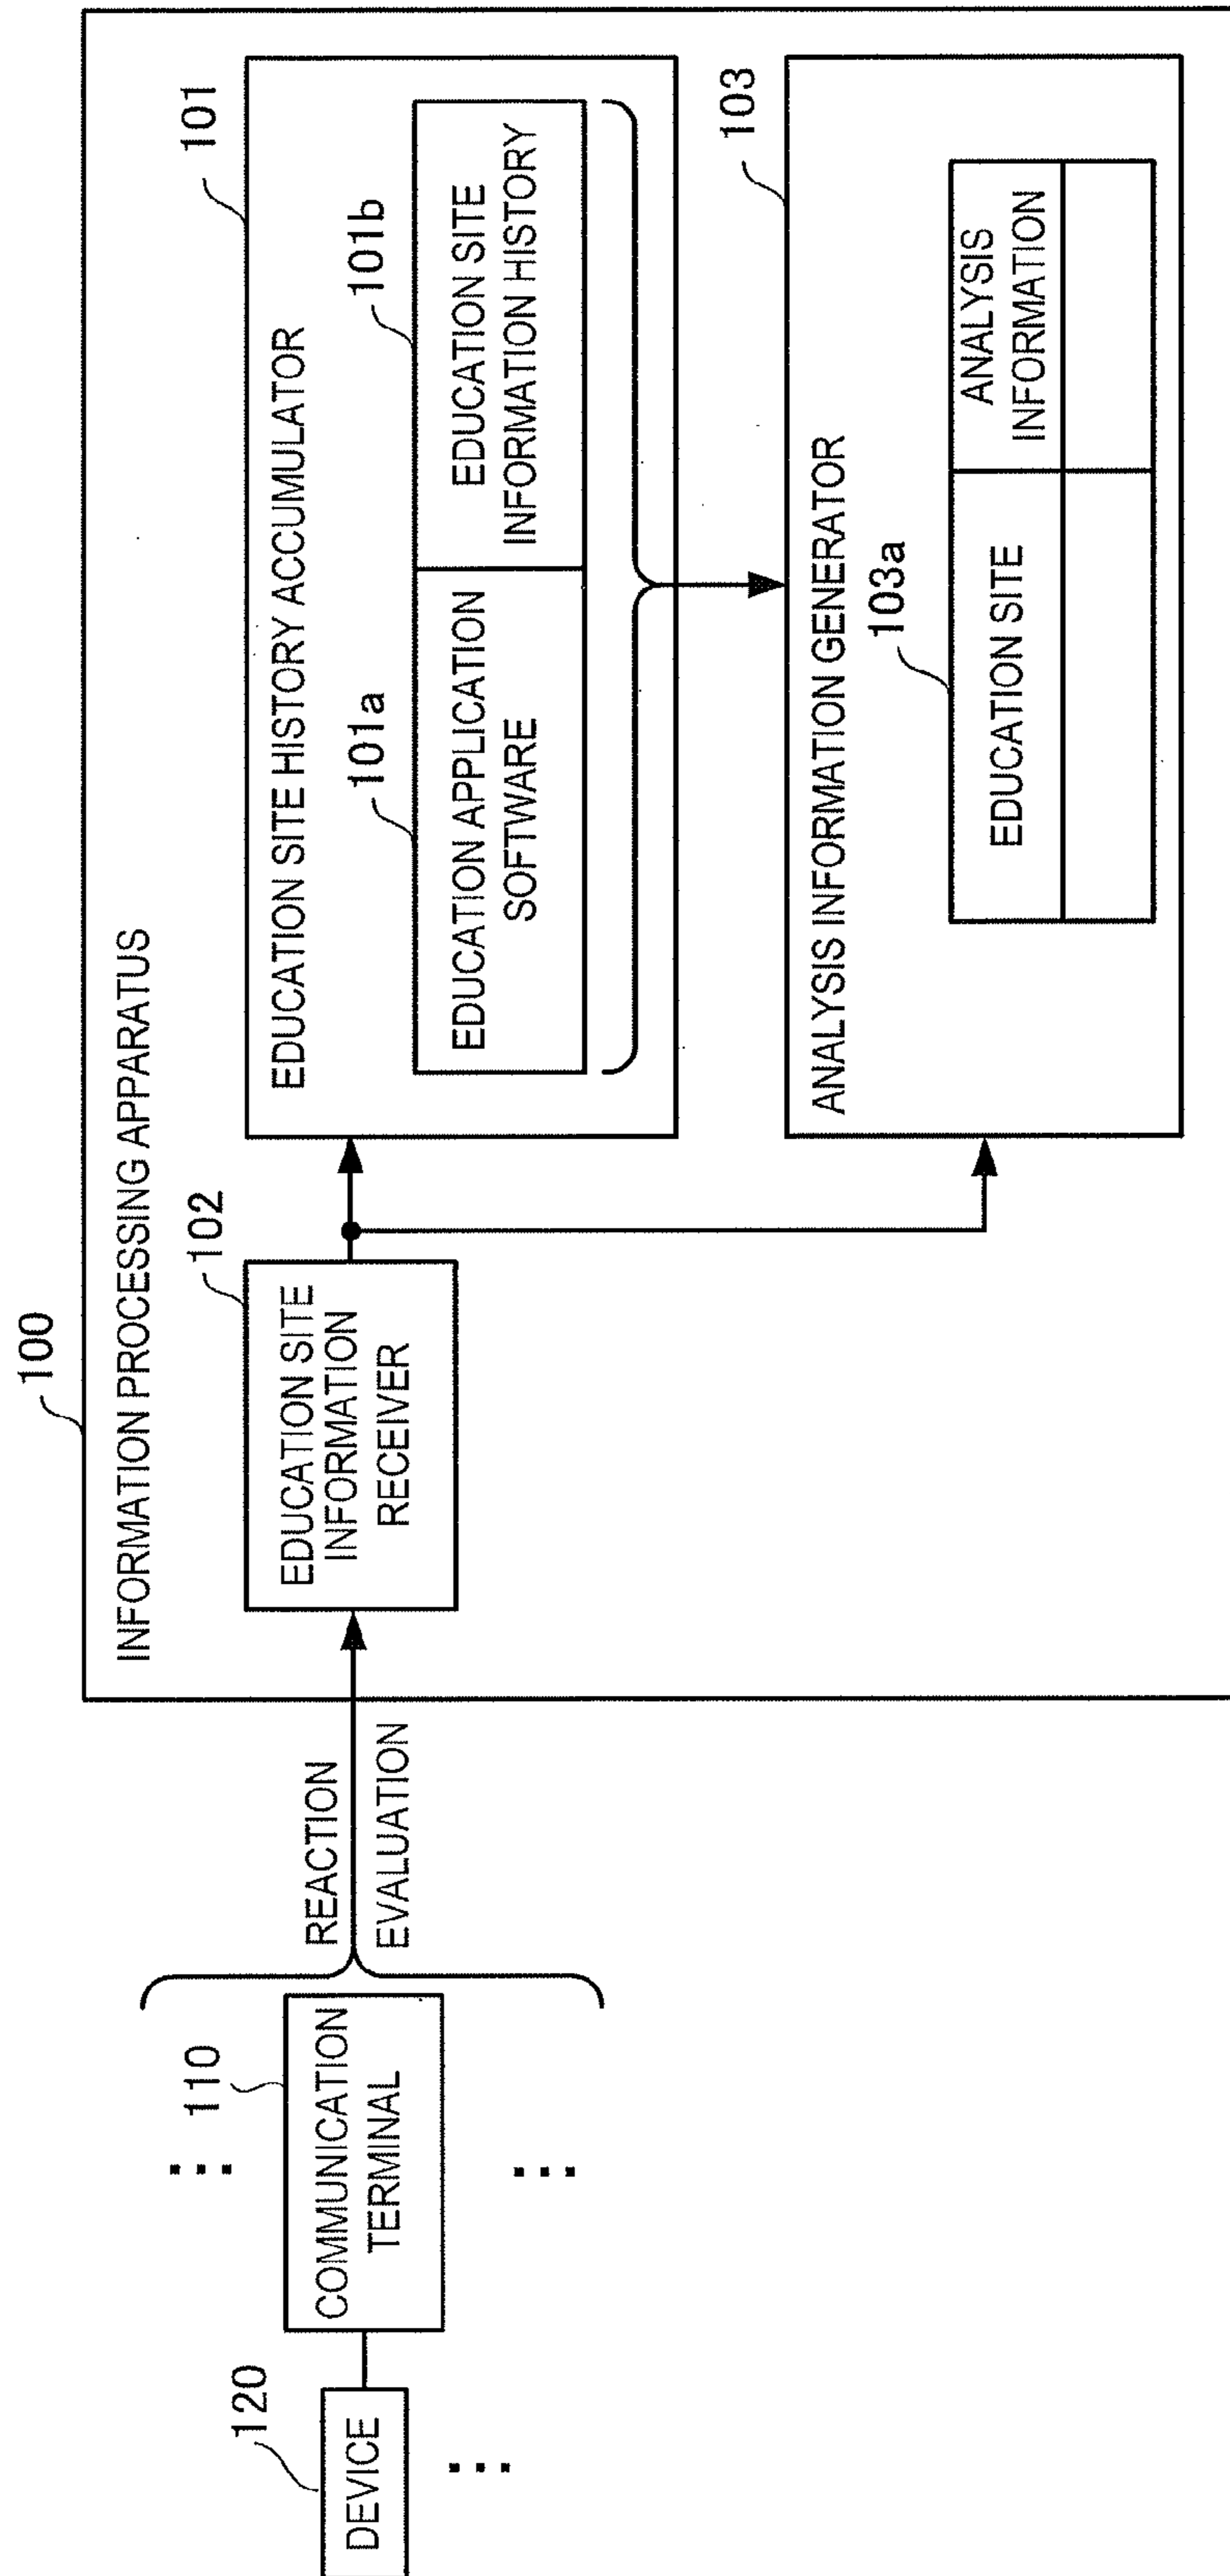 100
INFORMATION PROCESSING APPARATUS
120
DEVICE
110
COMMUNICATION
TERMINAL
REACTION
EVALUATION
102
EDUCATION SITE
INFORMATION
RECEIVER
101
EDUCATION SITE HISTORY ACCUMULATOR
101a
EDUCATION APPLICATION
SOFTWARE
101b
EDUCATION SITE
INFORMATION HISTORY
103
ANALYSIS INFORMATION GENERATOR
103a
EDUCATION SITE
ANALYSIS
INFORMATION